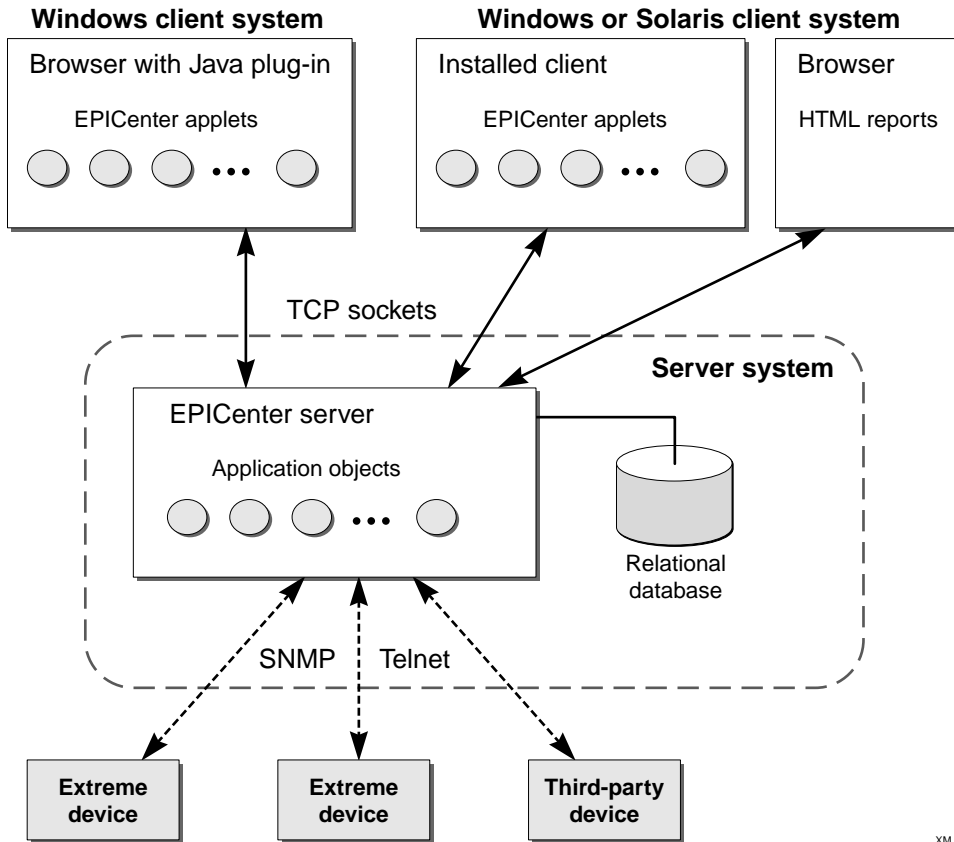 Windows client system
Windows or Solaris client system
Browser with Java plug-in
EPICenter applets
Installed client
EPICenter applets
Browser
HTML reports
TCP sockets
Server system
EPICenter server
Application objects
Relational
database
SNMP
Telnet
Extreme
device
Extreme
device
Third-party
device
XM